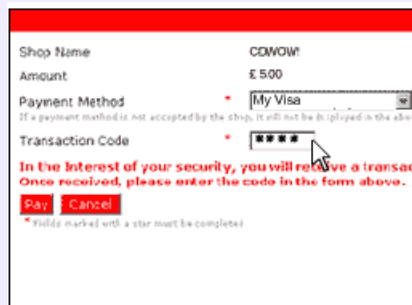 Shop Name CDWOW!
Amount £ 5.00
Payment Method * My Visa
If a payment method is not accepted by the shop, it will not be displayed in the abo
Transaction Code * ****
In the Interest of your security, you will receive a transac
Once received, please enter the code in the form above.
Pay Cancel
* Fields marked with a star must be completed